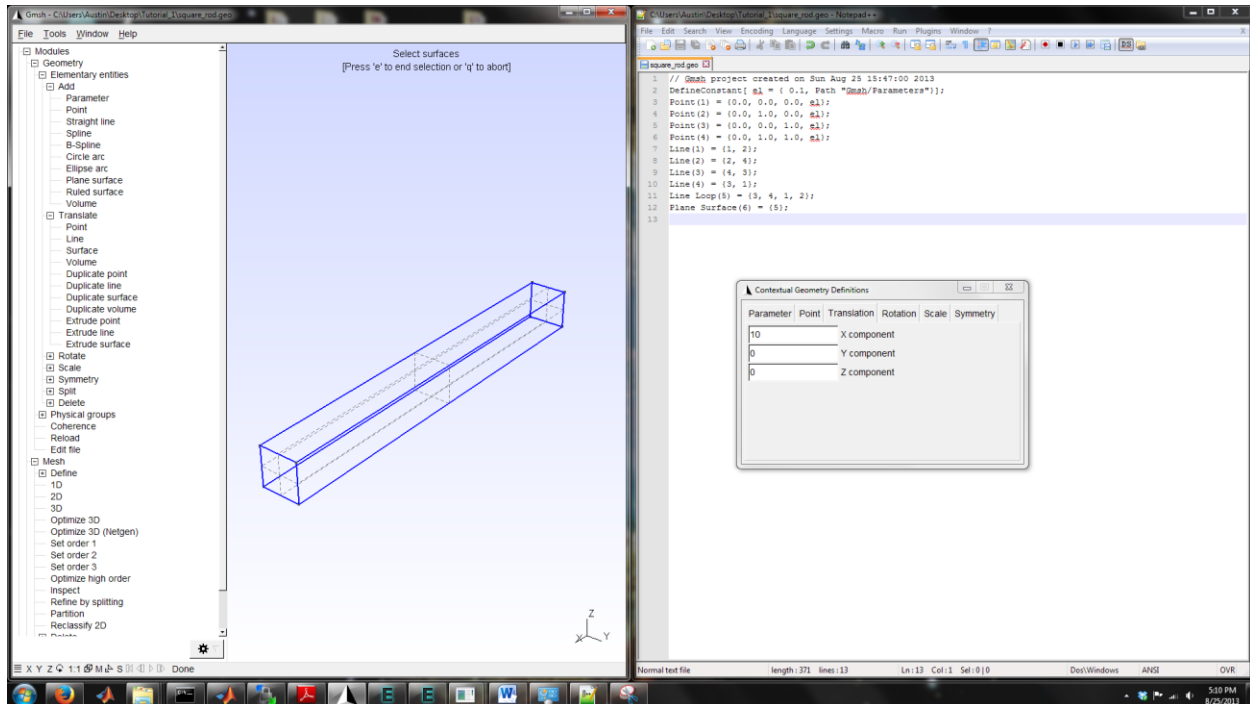 Gmsh - C:\Users\Austin\Desktop\Tutorial_1\square_rod.geo
File Tools Window Help
Modules
Geometry
Elementary entities
Add
Parameter
Point
Straight line
Spline
B-Spline
Circle arc
Ellipse arc
Plane surface
Ruled surface
Volume
Translate
Point
Line
Surface
Volume
Duplicate point
Duplicate line
Duplicate surface
Duplicate volume
Extrude point
Extrude line
Extrude surface
Rotate
Scale
Symmetry
Split
Delete
Physical groups
Coherence
Reload
Edit file
Mesh
Define
1D
2D
3D
Optimize 3D
Optimize 3D (Netgen)
Set order 1
Set order 2
Set order 3
Optimize high order
Inspect
Refine by splitting
Partition
Reclassify 2D
Delete
Select surfaces
[Press 'e' to end selection or 'q' to abort]
Z
X Y
X Y Z 1:1 M S Done
C:\Users\Austin\Desktop\Tutorial_1\square_rod.geo - Notepad++
File Edit Search View Encoding Language Settings Macro Run Plugins Window ? X
square_rod.geo
1 // Gmsh project created on Sun Aug 25 15:47:00 2013
2 DefineConstant[ el = { 0.1, Path "Gmsh/Parameters"}];
3 Point(1) = {0.0, 0.0, 0.0, el};
4 Point(2) = {0.0, 1.0, 0.0, el};
5 Point(3) = {0.0, 0.0, 1.0, el};
6 Point(4) = {0.0, 1.0, 1.0, el};
7 Line(1) = {1, 2};
8 Line(2) = {2, 4};
9 Line(3) = {4, 3};
10 Line(4) = {3, 1};
11 Line Loop(5) = {3, 4, 1, 2};
12 Plane Surface(6) = {5};
13
Contextual Geometry Definitions
Parameter Point Translation Rotation Scale Symmetry
10 X component
0 Y component
0 Z component
Normal text file length : 371 lines : 13 Ln : 13 Col : 1 Sel : 0 | 0 Dos\Windows ANSI OVR
5:10 PM
8/25/2013